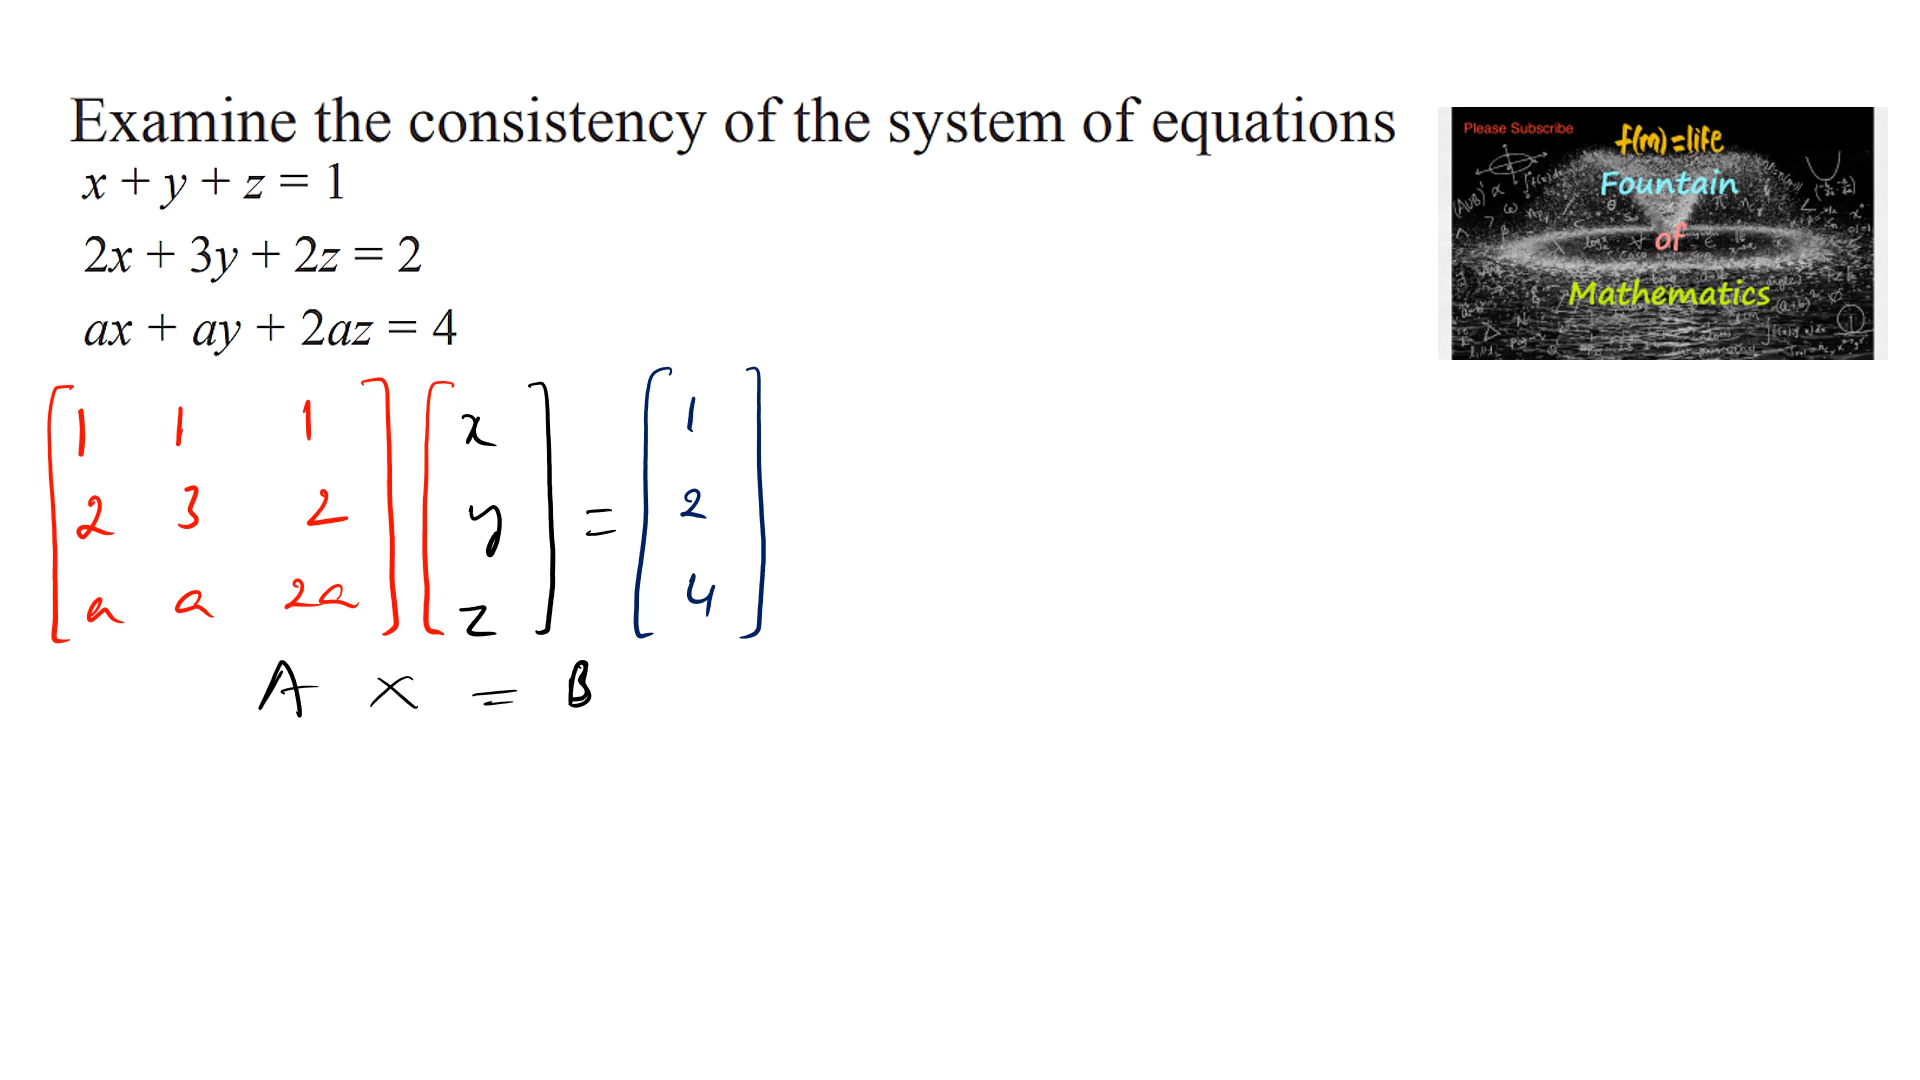 Examine the consistency of the system of equations
x + y + z = 1
2x + 3y + 2z = 2
ax + ay + 2az = 4
Please Subscribe
f(m)=life
Fountain
of
Mathematics
1 1 1 x 1
2 3 2 y = 2
a a 2a z 4
A X = B